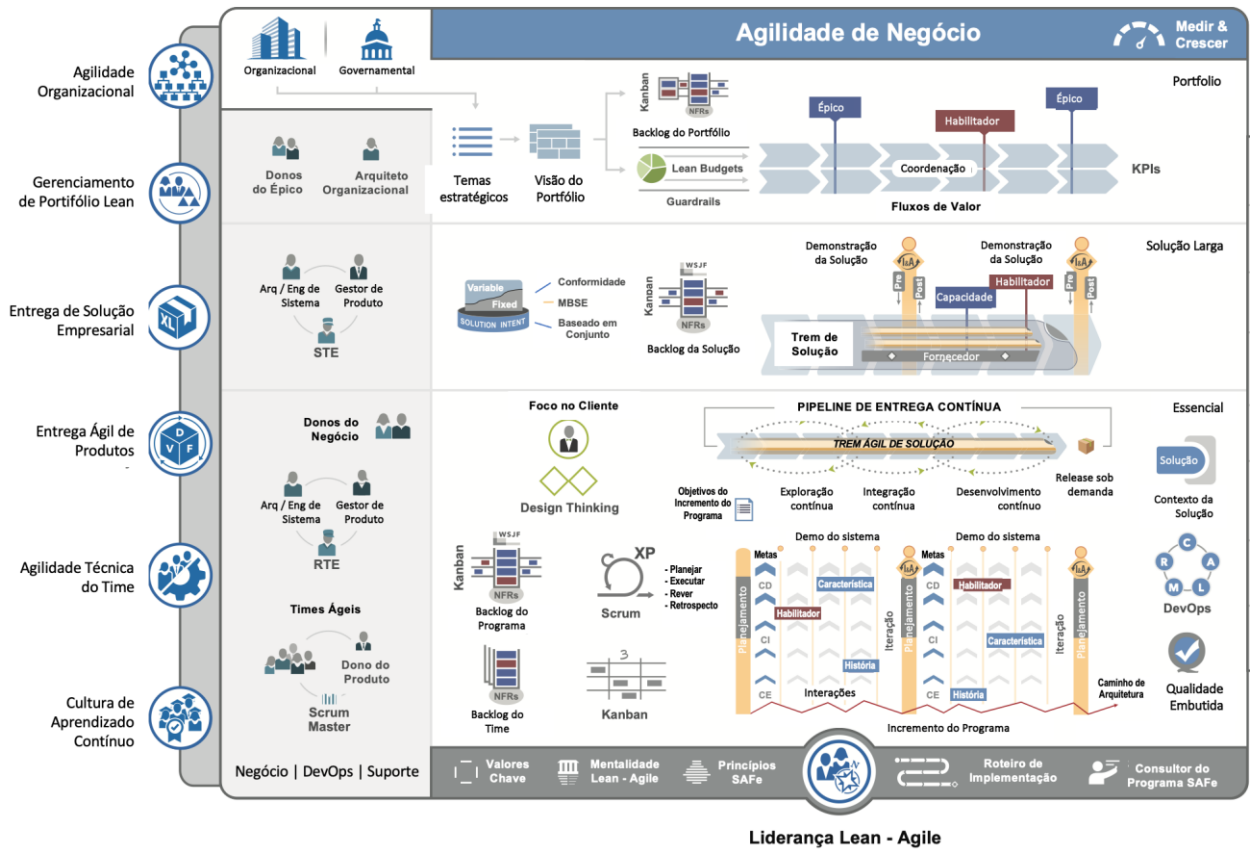 Agilidade de Negócio
Medir &
Crescer
Organizacional
Governamental
Agilidade
Organizacional
Gerenciamento
de Portifólio Lean
Entrega de Solução
Empresarial
Entrega Ágil de
Produtos
Agilidade Técnica
do Time
Cultura de
Aprendizado
Contínuo
Donos
do Épico
Arquiteto
Organizacional
Temas
estratégicos
Visão do
Portfólio
Kanban
NFRs
Backlog do Portfólio
Lean Budgets
Guardrails
Portfolio
Épico
Habilitador
Épico
Coordenação
KPIs
Fluxos de Valor
Arq / Eng de
Sistema
Gestor de
Produto
STE
Variable
Fixed
SOLUTION INTENT
Conformidade
MBSE
Baseado em
Conjunto
WSJF
Kanban
NFRs
Backlog da Solução
Solução Larga
Demonstração
da Solução
Demonstração
da Solução
I&A
I&A
Pre
Post
Pre
Post
Habilitador
Capacidade
Trem de
Solução
Fornecedor
Donos do
Negócio
Arq / Eng de
Sistema
Gestor de
Produto
RTE
Times Ágeis
Dono do
Produto
Scrum
Master
Negócio | DevOps | Suporte
Foco no Cliente
Design Thinking
WSJF
Kanban
NFRs
Backlog do
Programa
XP
Scrum
- Planejar
- Executar
- Rever
- Retrospecto
NFRs
Backlog do
Time
3
Kanban
Essencial
PIPELINE DE ENTREGA CONTÍNUA
TREM ÁGIL DE SOLUÇÃO
Exploração
contínua
Integração
contínua
Desenvolvimento
contínuo
Release sob
demanda
Objetivos do
Incremento do
Programa
Demo do sistema
Demo do sistema
Planejamento
Metas
CD
CI
CE
Característica
Habilitador
História
Interações
Iteração
I&A
Planejamento
Metas
CD
CI
CE
Habilitador
Característica
História
Iteração
I&A
Planejamento
Caminho de
Arquitetura
Incremento do Programa
Solução
Contexto da
Solução
C
A
L
M
R
DevOps
Qualidade
Embutida
XL
D
V
F
Valores
Chave
Mentalidade
Lean - Agile
Princípios
SAFe
N
Roteiro de
Implementação
Consultor do
Programa SAFe
Liderança Lean - Agile